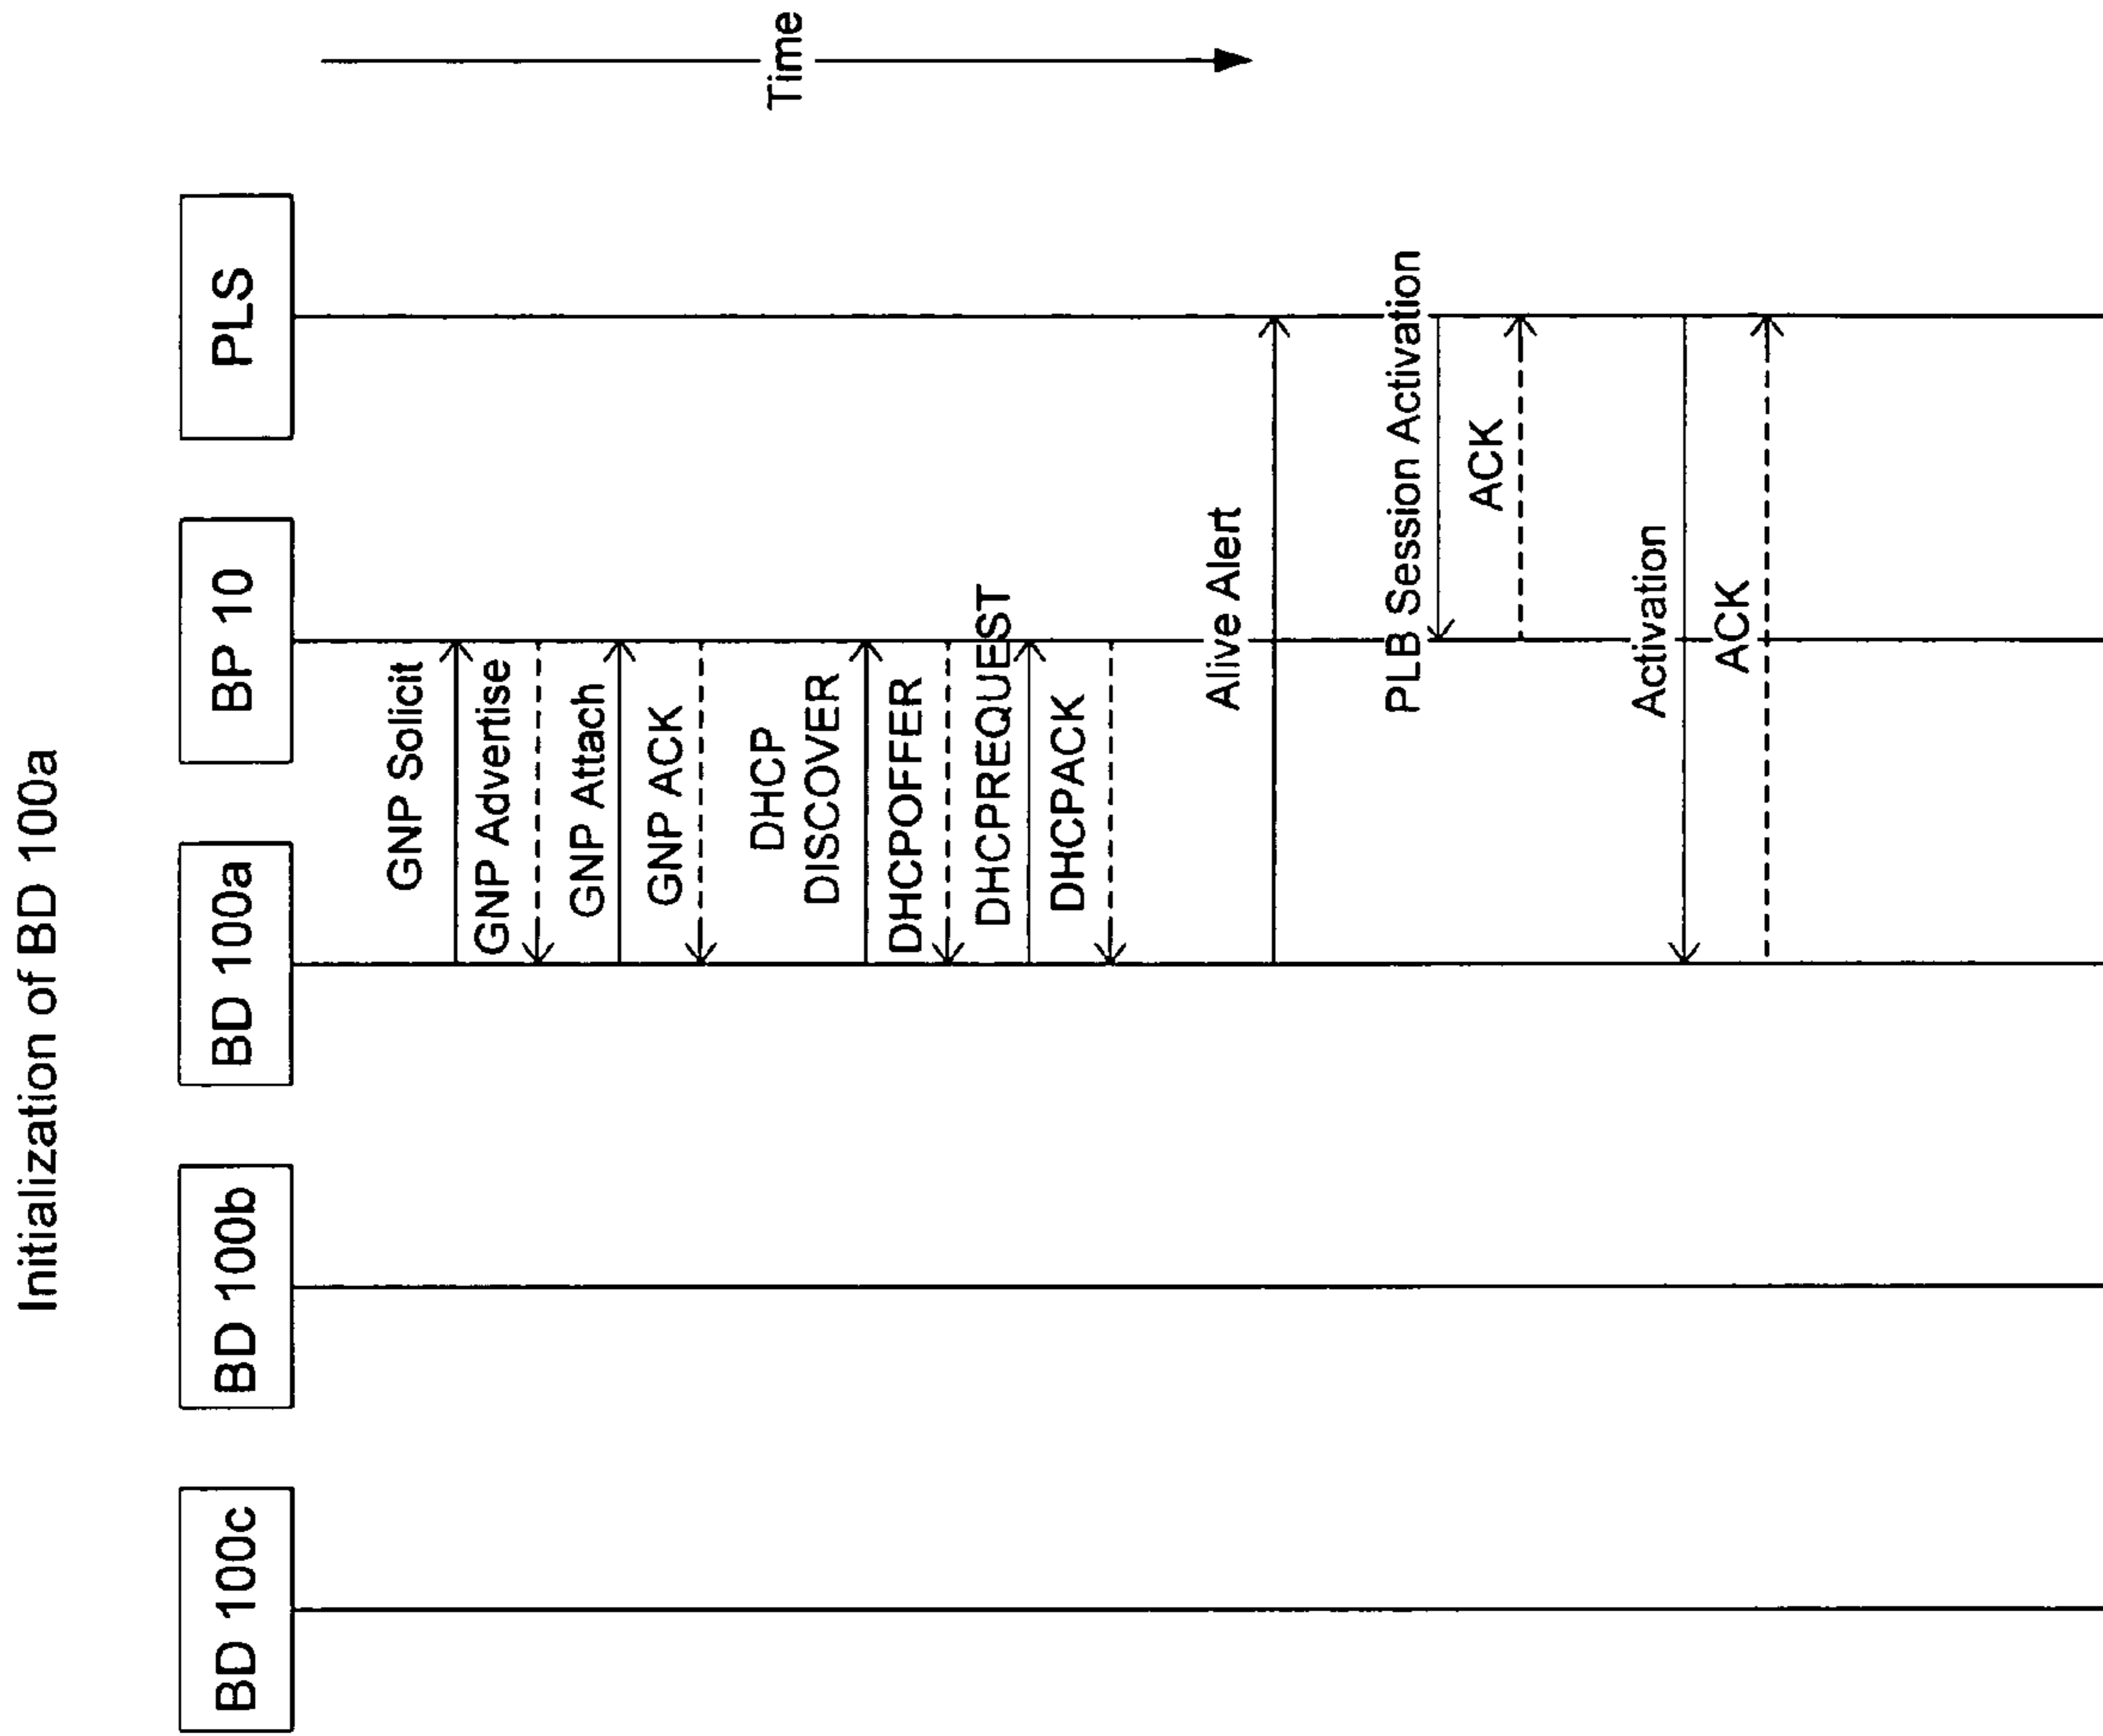 Initialization of BD 100a
BD 100c
BD 100b
BD 100a
BP 10
PLS
Time
GNP Solicit
GNP Advertise
GNP Attach
GNP ACK
DHCP
DISCOVER
DHCPOFFER
DHCPREQUEST
DHCPACK
Alive Alert
PLB Session Activation
ACK
Activation
ACK